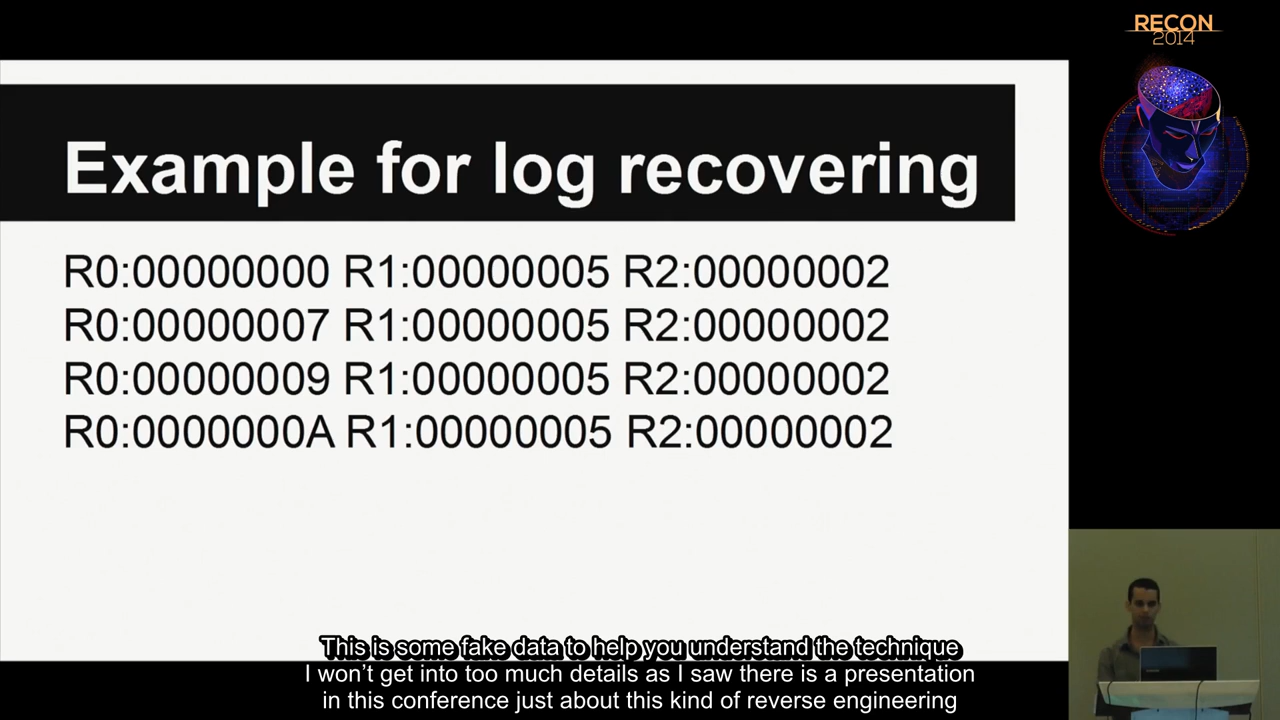 RECON
2014
Example for log recovering
R0:00000000 R1:00000005 R2:00000002
R0:00000007 R1:00000005 R2:00000002
R0:00000009 R1:00000005 R2:00000002
R0:0000000A R1:00000005 R2:00000002
This is some fake data to help you understand the technique
I won’t get into too much details as I saw there is a presentation
in this conference just about this kind of reverse engineering